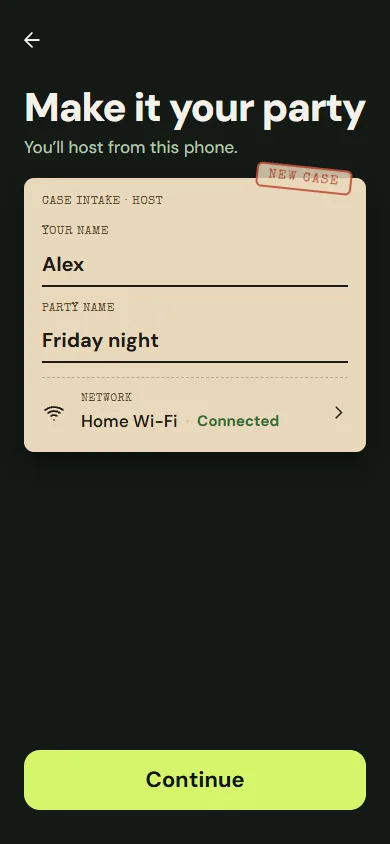 Make it your party
You'll host from this phone.
NEW CASE
CASE INTAKE · HOST
YOUR NAME
Alex
PARTY NAME
Friday night
NETWORK
Home Wi-Fi · Connected
Continue